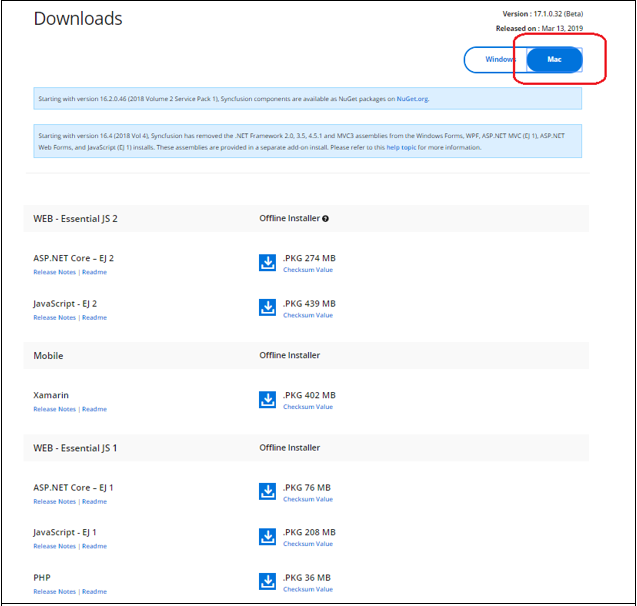 Downloads
Version : 17.1.0.32 (Beta)
Released on : Mar 13, 2019
Windows
Mac
Starting with version 16.2.0.46 (2018 Volume 2 Service Pack 1), Syncfusion components are available as NuGet packages on NuGet.org.
Starting with version 16.4 (2018 Vol 4), Syncfusion has removed the .NET Framework 2.0, 3.5, 4.5.1 and MVC3 assemblies from the Windows Forms, WPF, ASP.NET MVC (EJ 1), ASP.NET
Web Forms, and JavaScript (EJ 1) installs. These assemblies are provided in a separate add-on install. Please refer to this help topic for more information.
WEB - Essential JS 2 Offline Installer ?
ASP.NET Core – EJ 2 .PKG 274 MB
Release Notes | Readme Checksum Value
JavaScript - EJ 2 .PKG 439 MB
Release Notes | Readme Checksum Value
Mobile Offline Installer
Xamarin .PKG 402 MB
Release Notes | Readme Checksum Value
WEB - Essential JS 1 Offline Installer
ASP.NET Core – EJ 1 .PKG 76 MB
Release Notes | Readme Checksum Value
JavaScript - EJ 1 .PKG 208 MB
Release Notes | Readme Checksum Value
PHP .PKG 36 MB
Release Notes | Readme Checksum Value